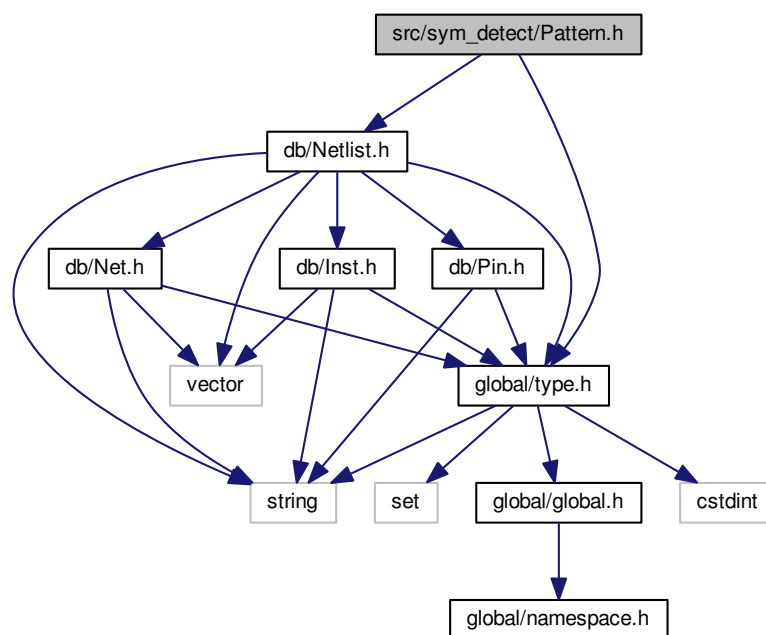 src/sym_detect/Pattern.h
db/Netlist.h
db/Net.h
db/Inst.h
db/Pin.h
vector
global/type.h
string
set
global/global.h
cstdint
global/namespace.h